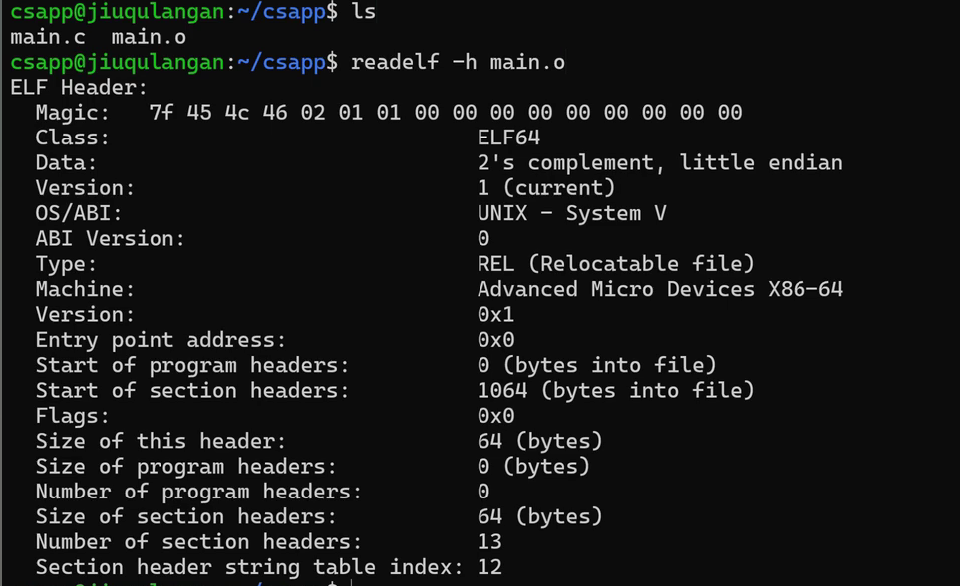 csapp@jiuqulangan:~/csapp$ ls
main.c  main.o
csapp@jiuqulangan:~/csapp$ readelf -h main.o
ELF Header:
  Magic:   7f 45 4c 46 02 01 01 00 00 00 00 00 00 00 00 00
  Class:                             ELF64
  Data:                              2's complement, little endian
  Version:                           1 (current)
  OS/ABI:                            UNIX - System V
  ABI Version:                       0
  Type:                              REL (Relocatable file)
  Machine:                           Advanced Micro Devices X86-64
  Version:                           0x1
  Entry point address:               0x0
  Start of program headers:          0 (bytes into file)
  Start of section headers:          1064 (bytes into file)
  Flags:                             0x0
  Size of this header:               64 (bytes)
  Size of program headers:           0 (bytes)
  Number of program headers:         0
  Size of section headers:           64 (bytes)
  Number of section headers:         13
  Section header string table index: 12